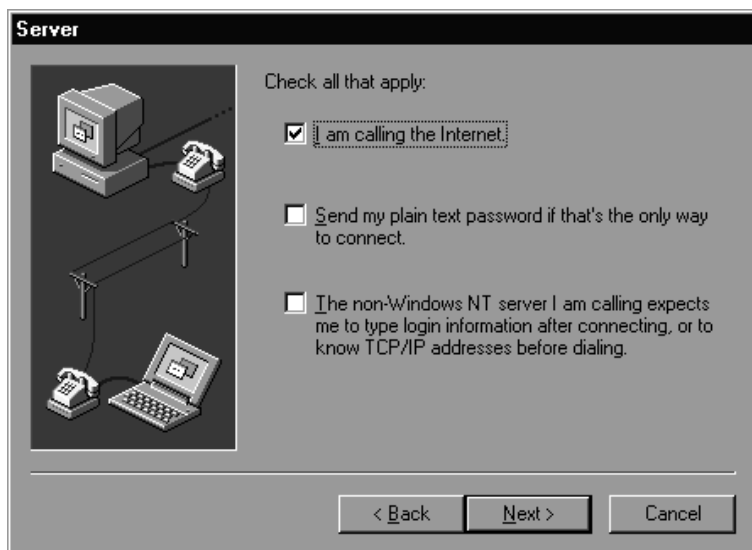 Server
Check all that apply:
I am calling the Internet.
Send my plain text password if that's the only way
to connect.
The non-Windows NT server I am calling expects
me to type login information after connecting, or to
know TCP/IP addresses before dialing.
< Back
Next >
Cancel